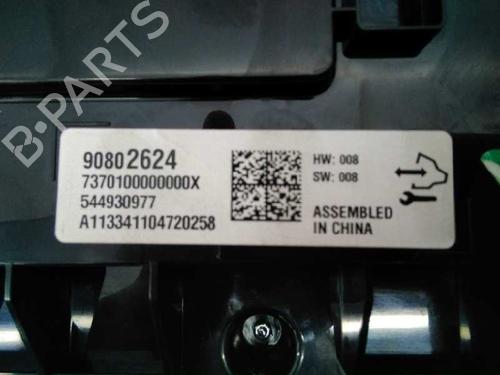 B-PARTS
90802624
7370100000000X
544930977
A113341104720258
HW: 008
SW: 008
ASSEMBLED
IN CHINA